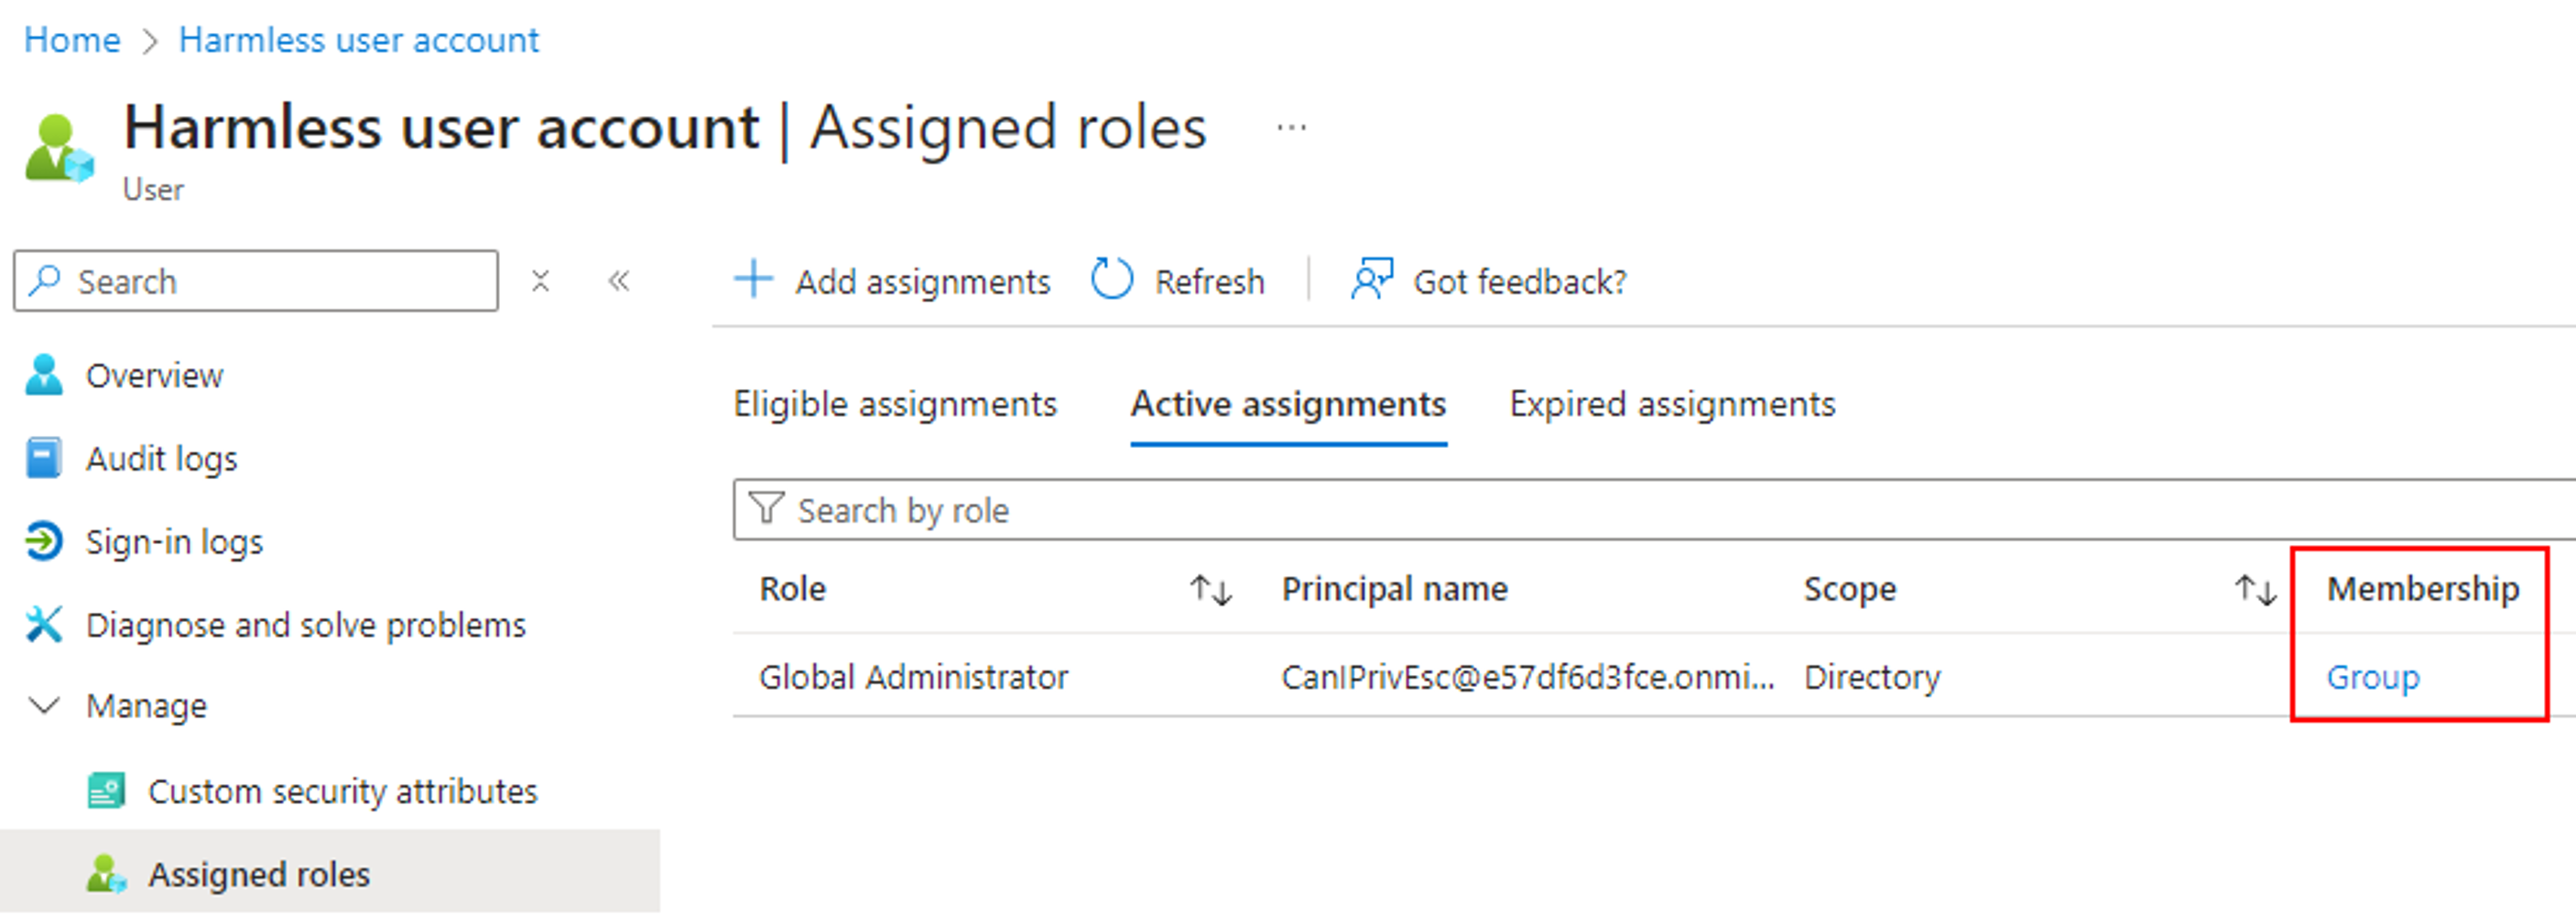 Home > Harmless user account
Harmless user account | Assigned roles ...
User
Search
Add assignments Refresh Got feedback?
Overview
Audit logs
Sign-in logs
Diagnose and solve problems
Manage
Custom security attributes
Assigned roles
Eligible assignments Active assignments Expired assignments
Search by role
Role Principal name Scope Membership
Global Administrator CanIPrivEsc@e57df6d3fce.onmi... Directory Group